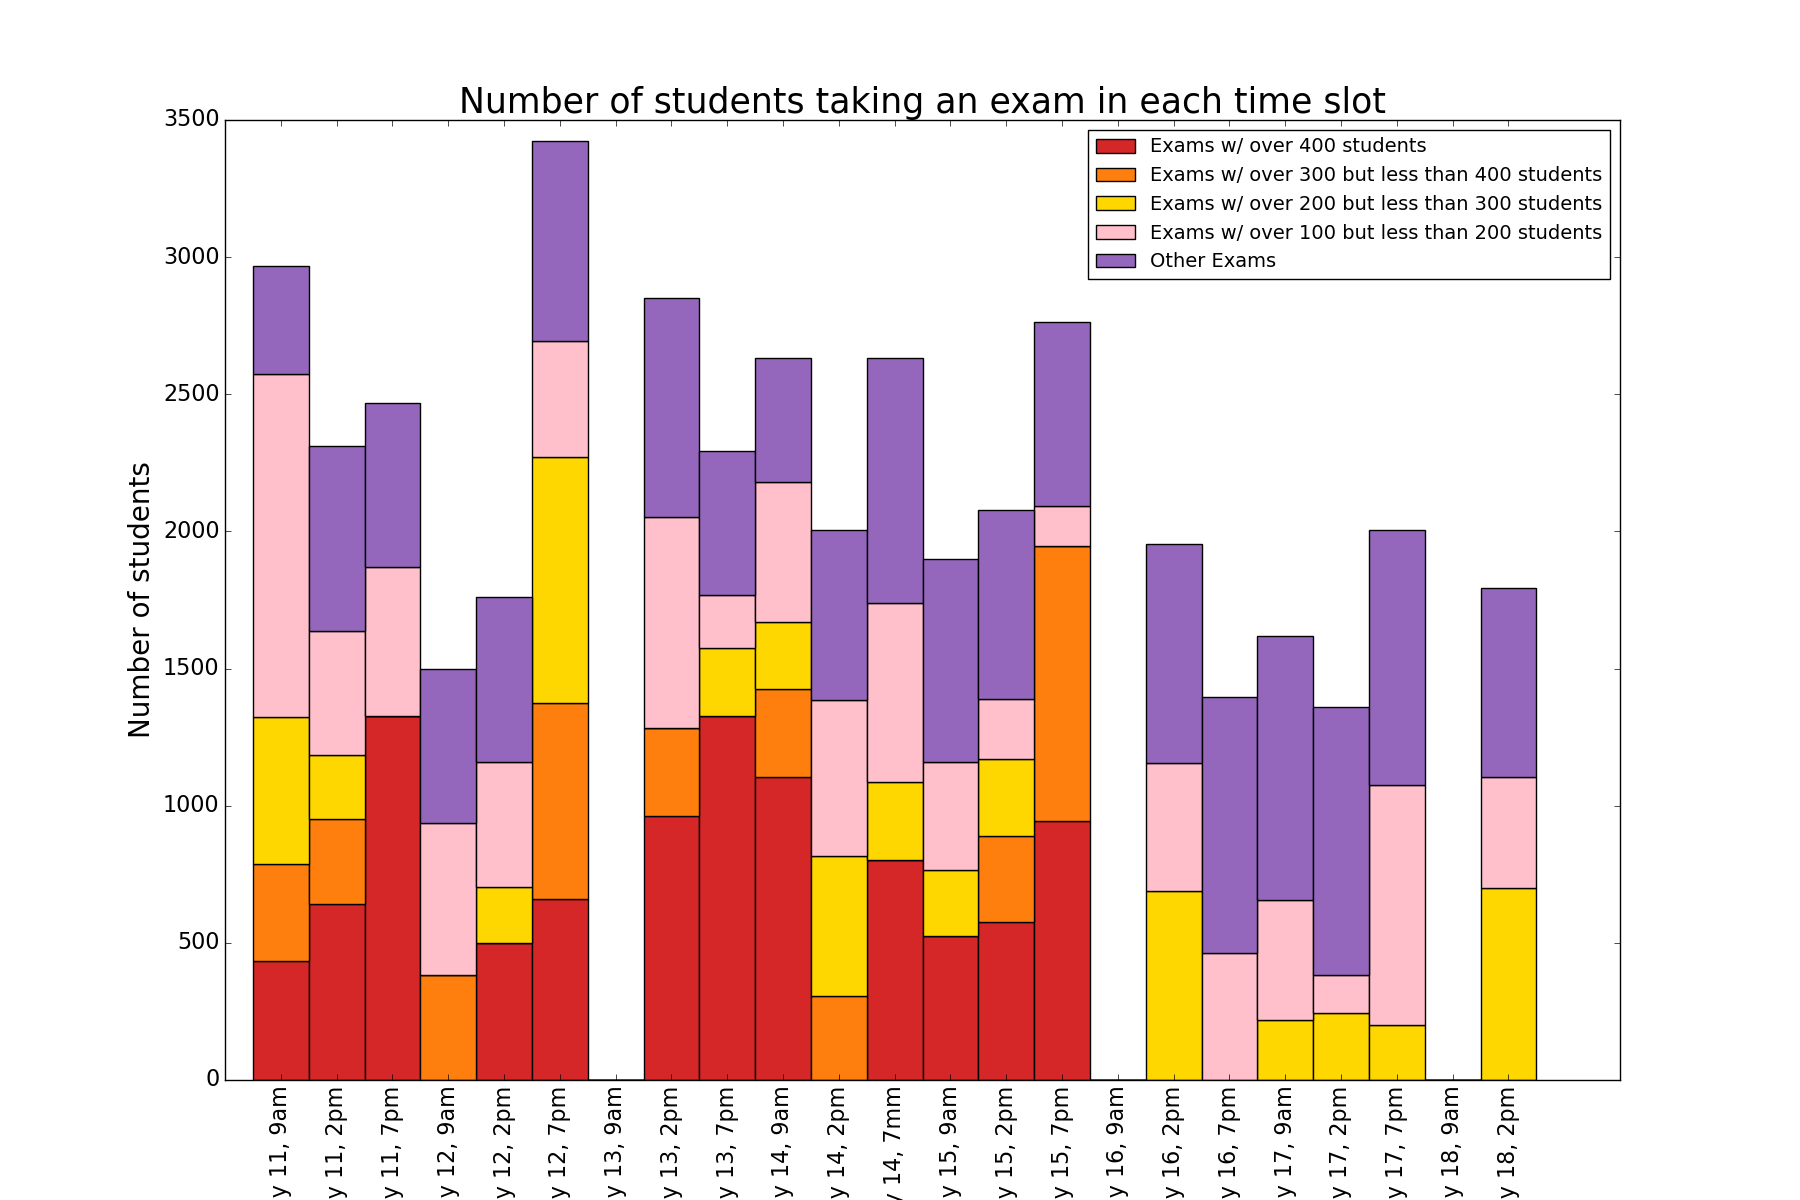 Number of students taking an exam in each time slot
Exams w/ over 400 students
Exams w/ over 300 but less than 400 students
Exams w/ over 200 but less than 300 students
Exams w/ over 100 but less than 200 students
Other Exams
Number of students
3500
3000
2500
2000
1500
1000
500
0
y 11, 9am
y 11, 2pm
y 11, 7pm
y 12, 9am
y 12, 2pm
y 12, 7pm
y 13, 9am
y 13, 2pm
y 13, 7pm
y 14, 9am
y 14, 2pm
y 14, 7mm
y 15, 9am
y 15, 2pm
y 15, 7pm
y 16, 9am
y 16, 2pm
y 16, 7pm
y 17, 9am
y 17, 2pm
y 17, 7pm
y 18, 9am
y 18, 2pm